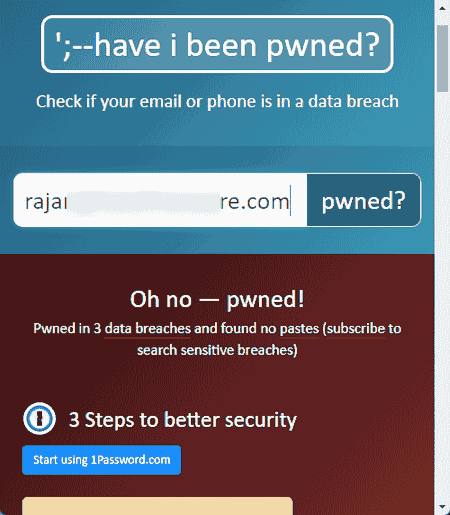 ';--have i been pwned?
Check if your email or phone is in a data breach
re.com
pwned?
Oh no — pwned!
Pwned in 3 data breaches and found no pastes (subscribe to
search sensitive breaches)
3 Steps to better security
Start using 1Password.com